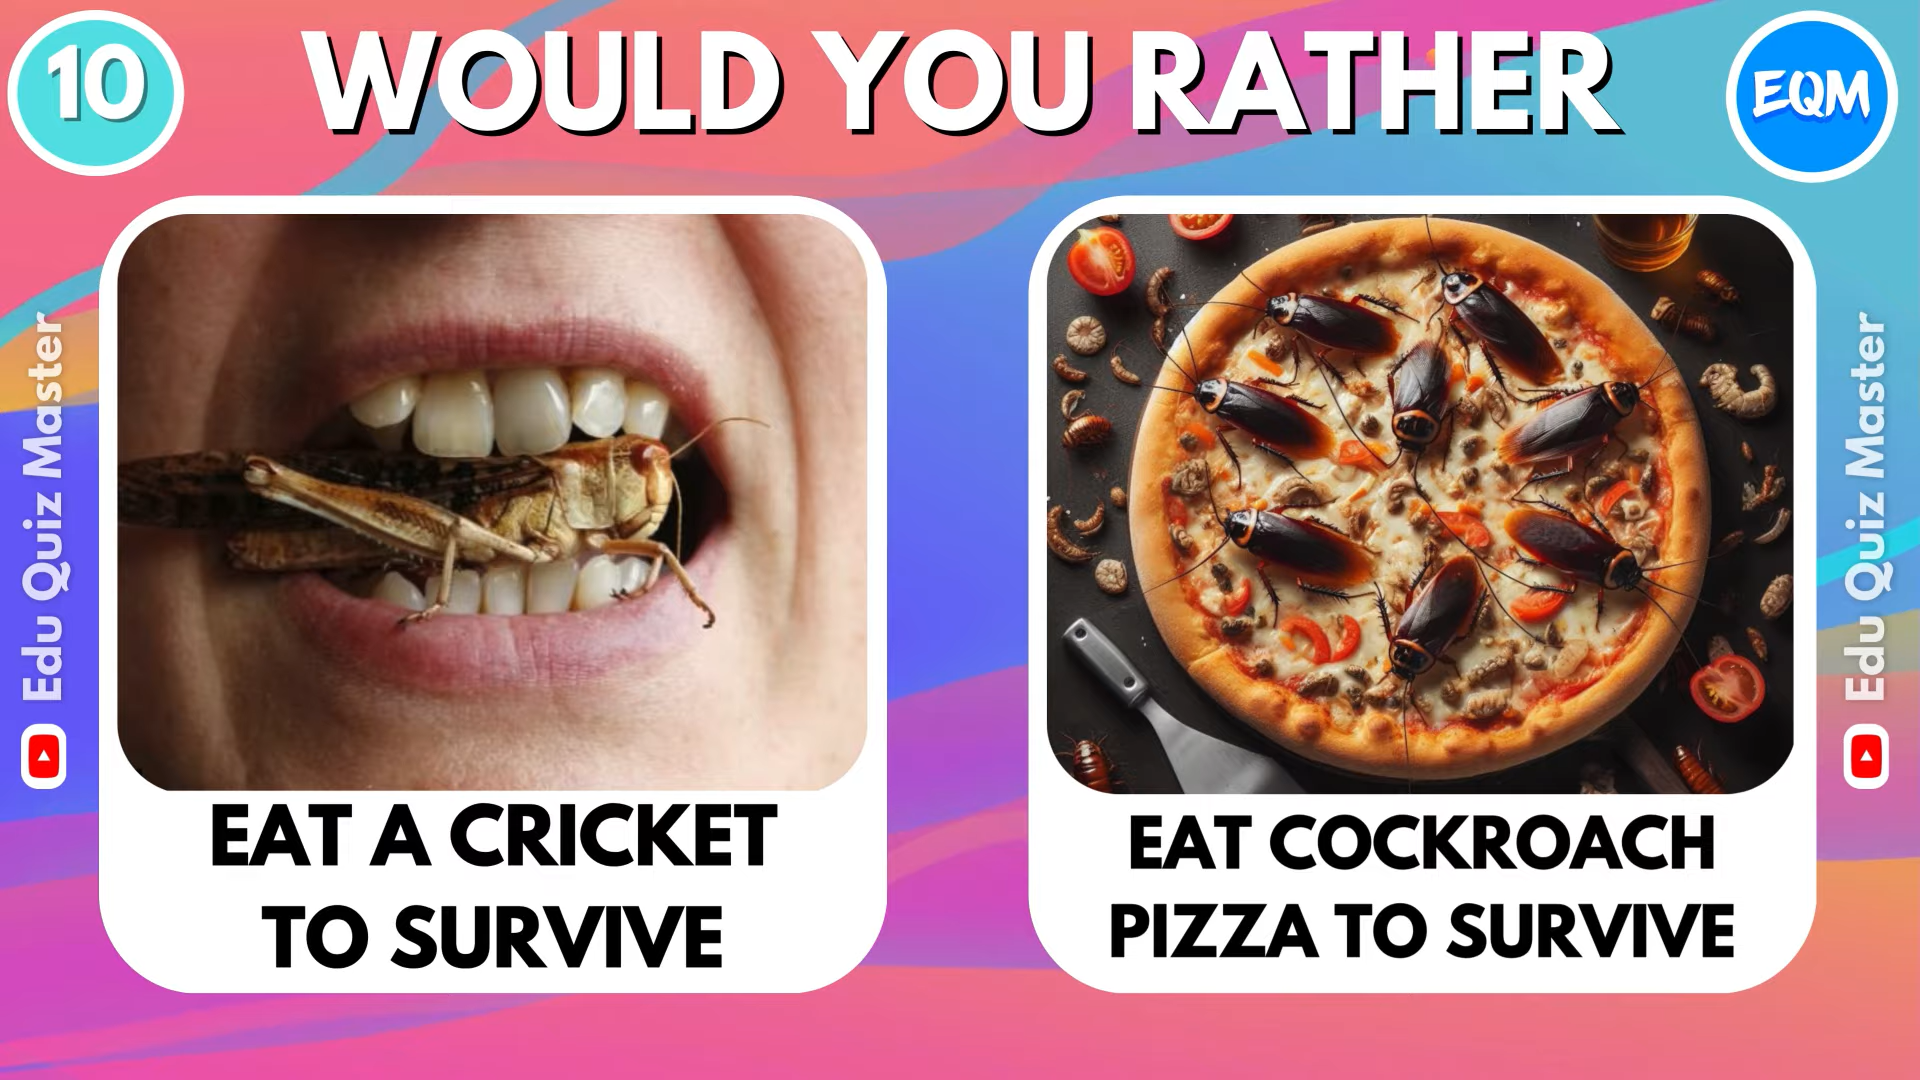 10
WOULD YOU RATHER
EQM
Edu Quiz Master
Edu Quiz Master
EAT A CRICKET
TO SURVIVE
EAT COCKROACH
PIZZA TO SURVIVE